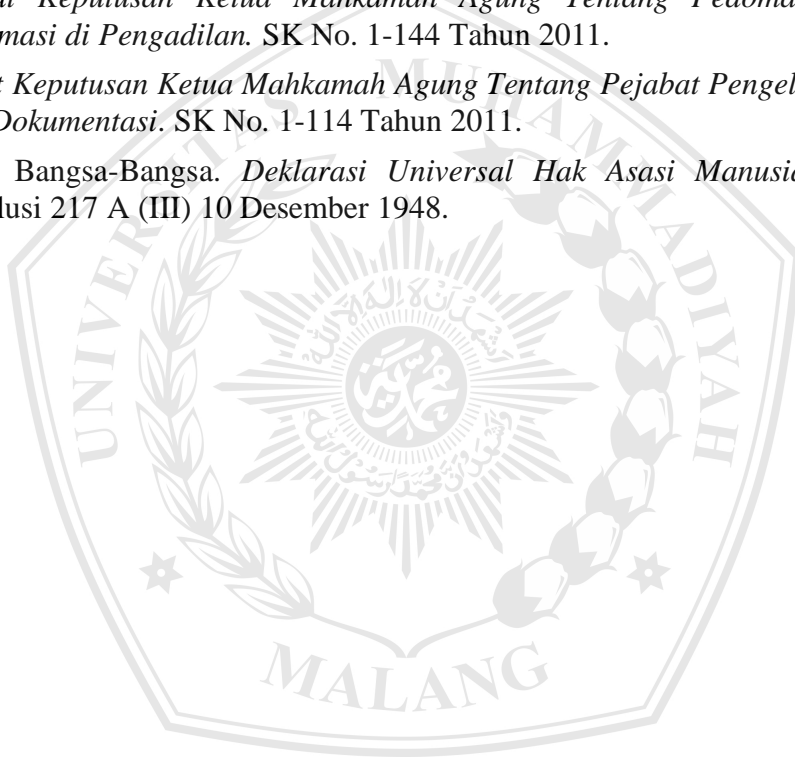 Keputusan Ketua Mahkamah Agung Tentang Pedoma
masi di Pengadilan. SK No. 1-144 Tahun 2011.
t Keputusan Ketua Mahkamah Agung Tentang Pejabat Pengel
Dokumentasi. SK No. 1-114 Tahun 2011.
Bangsa-Bangsa. Deklarasi Universal Hak Asasi Manusia
lusi 217 A (III) 10 Desember 1948.
UNIVERSITAS MUHAMMADIYAH
MALANG